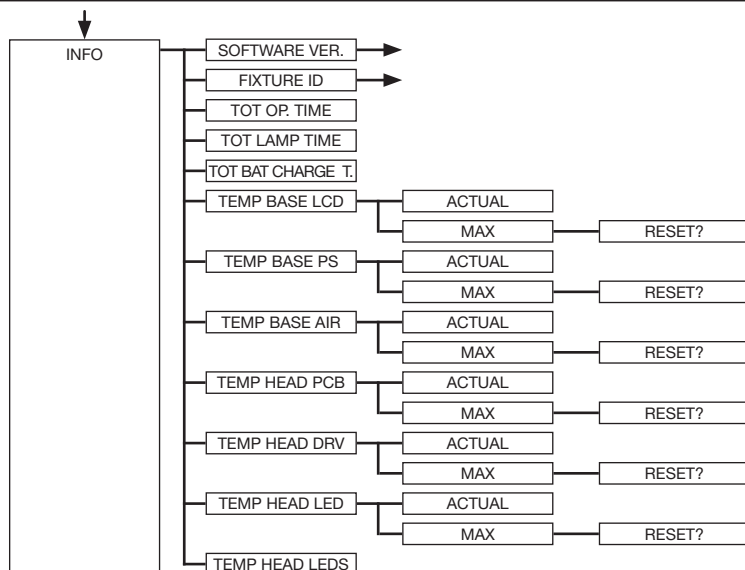 INFO
SOFTWARE VER.
FIXTURE ID
TOT OP. TIME
TOT LAMP TIME
TOT BAT CHARGE T.
TEMP BASE LCD ACTUAL
MAX RESET?
TEMP BASE PS ACTUAL
MAX RESET?
TEMP BASE AIR ACTUAL
MAX RESET?
TEMP HEAD PCB ACTUAL
MAX RESET?
TEMP HEAD DRV ACTUAL
MAX RESET?
TEMP HEAD LED ACTUAL
MAX RESET?
TEMP HEAD LEDS